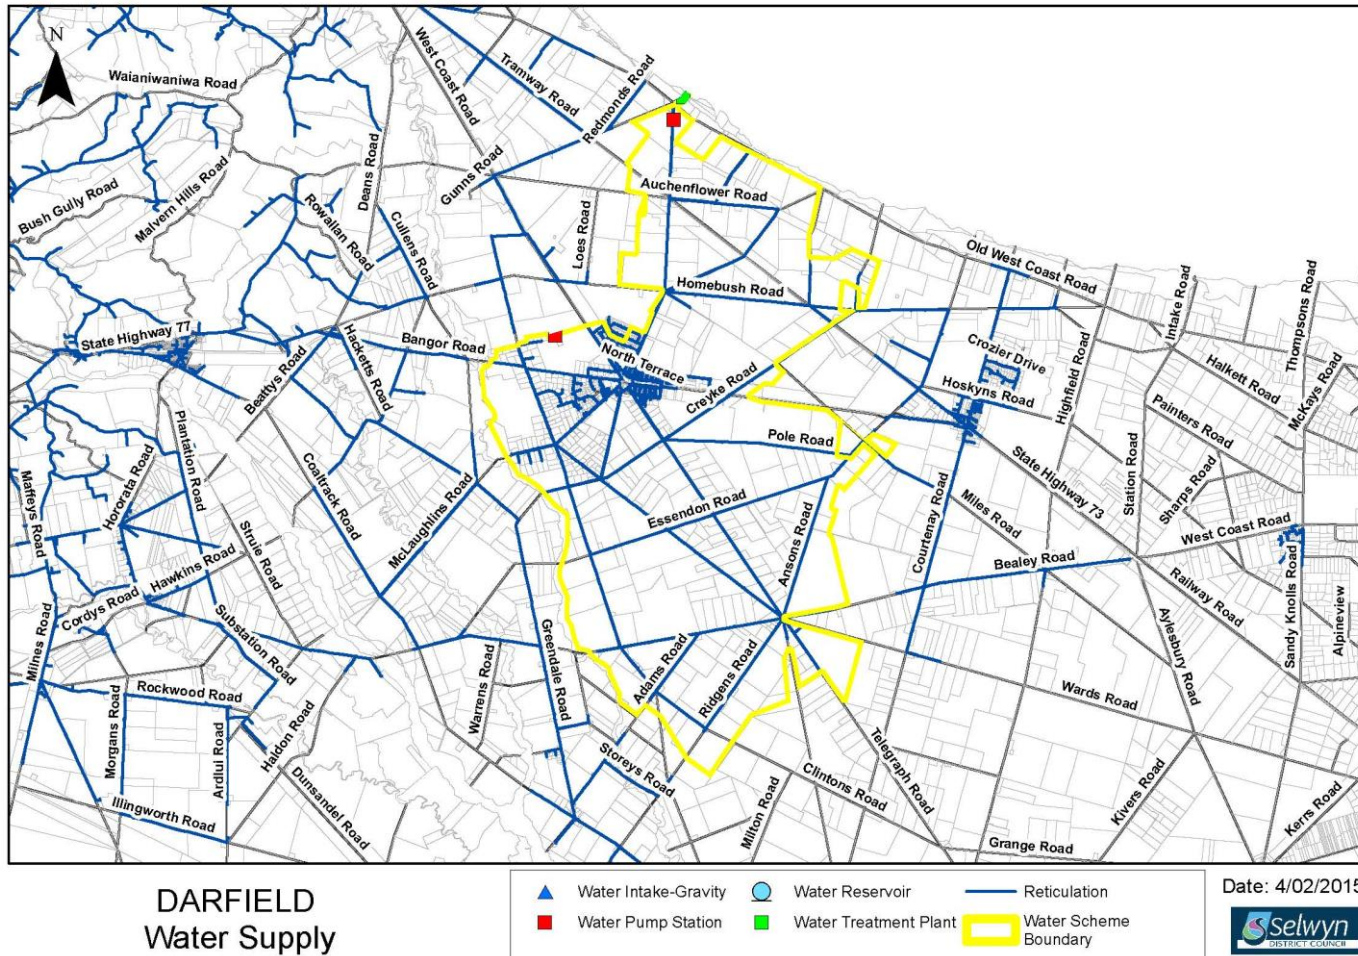 N
Waianiwaniwa Road
West Coast Road
Tramway Road
Redmonds Road
Deans Road
Gunns Road
Malvern Hills Road
Bush Gully Road
Rowallan Road
Cullens Road
Loes Road
Auchenflower Road
Homebush Road
Old West Coast Road
Intake Road
Thompsons Road
State Highway 77
Hacketts Road
Bangor Road
North Terrace
Creyke Road
Crozier Drive
Hoskyns Road
Highfield Road
Halkett Road
McKays Road
Painters Road
Beattys Road
Plantation Road
Pole Road
Station Road
Sharps Road
State Highway 73
Maffeys Road
Hororata Road
Coaltrack Road
McLaughlins Road
Essendon Road
Ansons Road
Courtenay Road
Miles Road
West Coast Road
Struie Road
Hawkins Road
Bealey Road
Railway Road
Sandy Knolls Road
Alpineview
Cordys Road
Milnes Road
Substation Road
Greendale Road
Warrens Road
Adams Road
Ridgens Road
Aylesbury Road
Wards Road
Rockwood Road
Morgans Road
Ardlui Road
Haldon Road
Dunsandel Road
Illingworth Road
Storeys Road
Milton Road
Clintons Road
Telegraph Road
Kivers Road
Kerrs Road
Grange Road
DARFIELD
Water Supply
Water Intake-Gravity
Water Reservoir
Reticulation
Water Pump Station
Water Treatment Plant
Water Scheme
Boundary
Date: 4/02/2015
Selwyn
DISTRICT COUNCIL